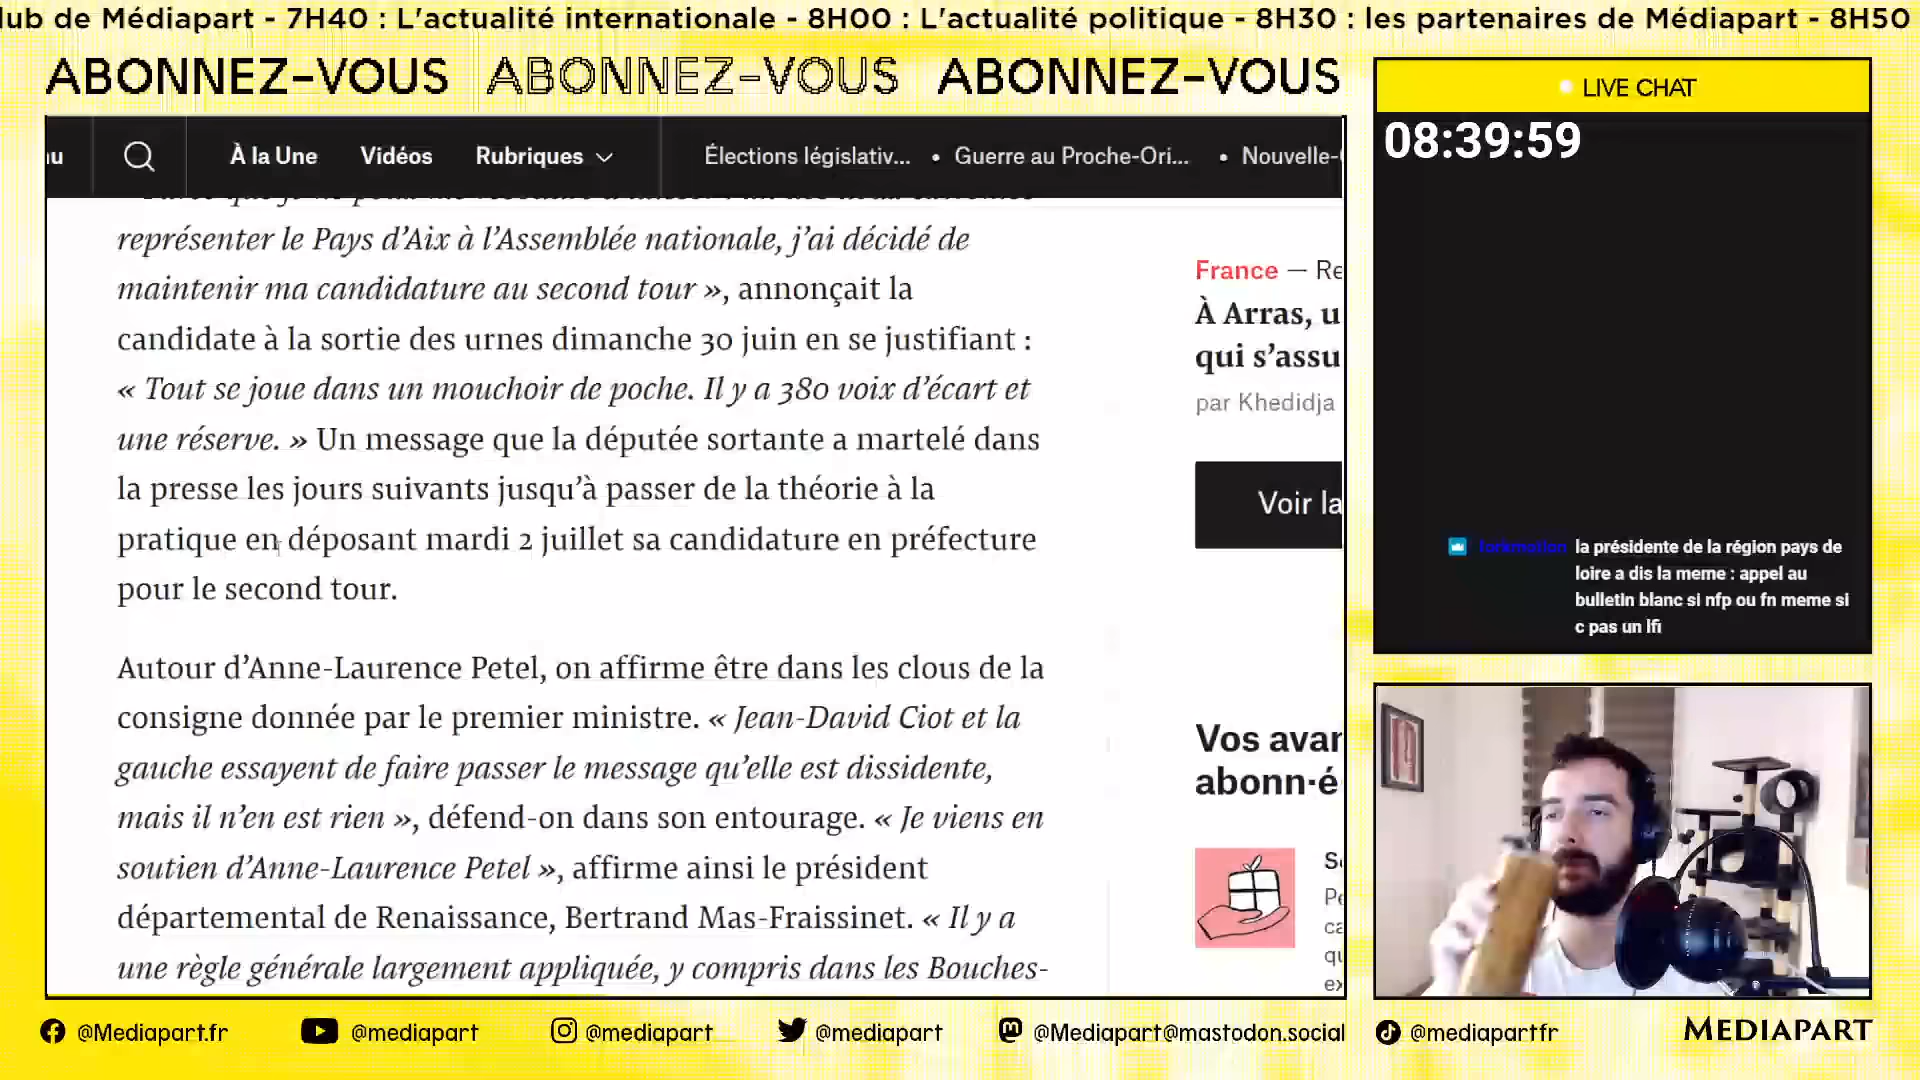 lub de Médiapart - 7H40 : L'actualité internationale - 8H00 : L'actualité politique - 8H30 : les partenaires de Médiapart - 8H50
ABONNEZ-VOUS ABONNEZ-VOUS ABONNEZ-VOUS
À la Une Vidéos Rubriques Élections législativ... • Guerre au Proche-Ori... • Nouvelle-
représenter le Pays d'Aix à l'Assemblée nationale, j'ai décidé de
maintenir ma candidature au second tour », annonçait la
candidate à la sortie des urnes dimanche 30 juin en se justifiant :
« Tout se joue dans un mouchoir de poche. Il y a 380 voix d'écart et
une réserve. » Un message que la députée sortante a martelé dans
la presse les jours suivants jusqu'à passer de la théorie à la
pratique en déposant mardi 2 juillet sa candidature en préfecture
pour le second tour.
Autour d'Anne-Laurence Petel, on affirme être dans les clous de la
consigne donnée par le premier ministre. « Jean-David Ciot et la
gauche essayent de faire passer le message qu'elle est dissidente,
mais il n'en est rien », défend-on dans son entourage. « Je viens en
soutien d'Anne-Laurence Petel », affirme ainsi le président
départemental de Renaissance, Bertrand Mas-Fraissinet. « Il y a
une règle générale largement appliquée, y compris dans les Bouches-
France — Re
À Arras, u
qui s'assu
par Khedidja
Voir la
Vos avan
abonn·é
LIVE CHAT
08:39:59
la présidente de la région pays de
loire a dis la meme : appel au
bulletin blanc si nfp ou fn meme si
c pas un lfi
@Mediapart.fr @mediapart @mediapart @mediapart @Mediapart@mastodon.social @mediapartfr MEDIAPART